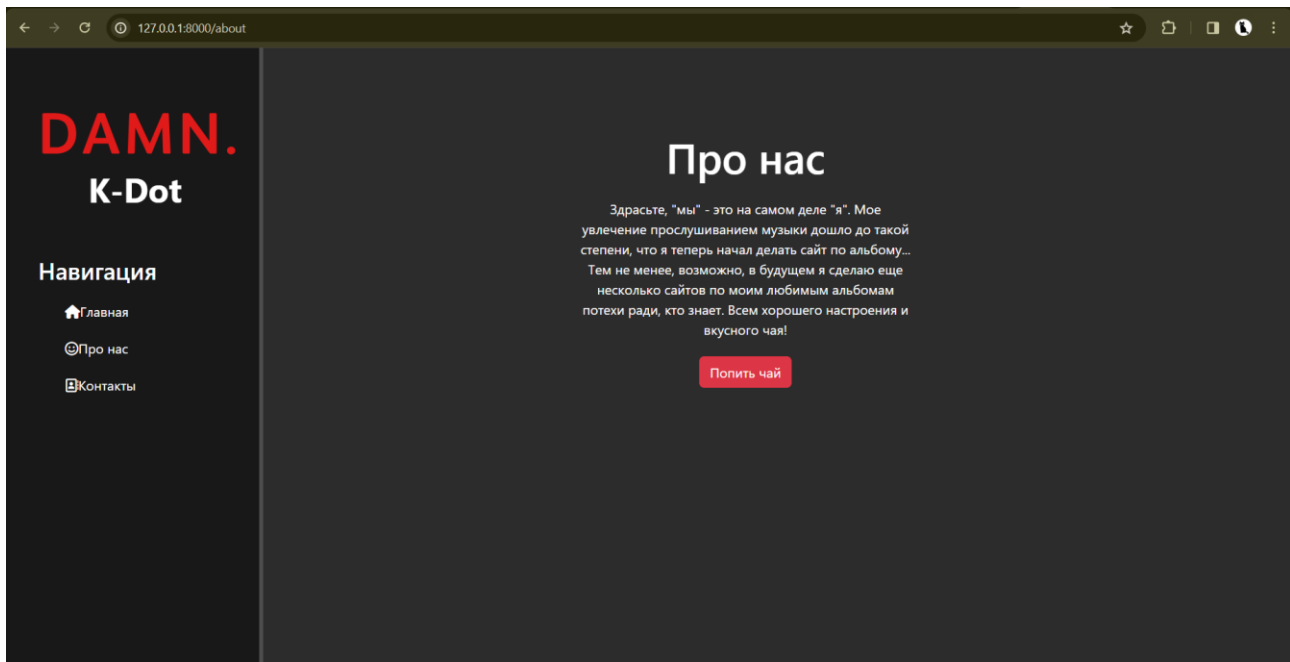 127.0.0.1:8000/about
DAMN.
K-Dot
Навигация
Главная
Про нас
Контакты
Про нас
Здрасьте, "мы" - это на самом деле "я". Мое
увлечение прослушиванием музыки дошло до такой
степени, что я теперь начал делать сайт по альбому...
Тем не менее, возможно, в будущем я сделаю еще
несколько сайтов по моим любимым альбомам
потехи ради, кто знает. Всем хорошего настроения и
вкусного чая!
Попить чай